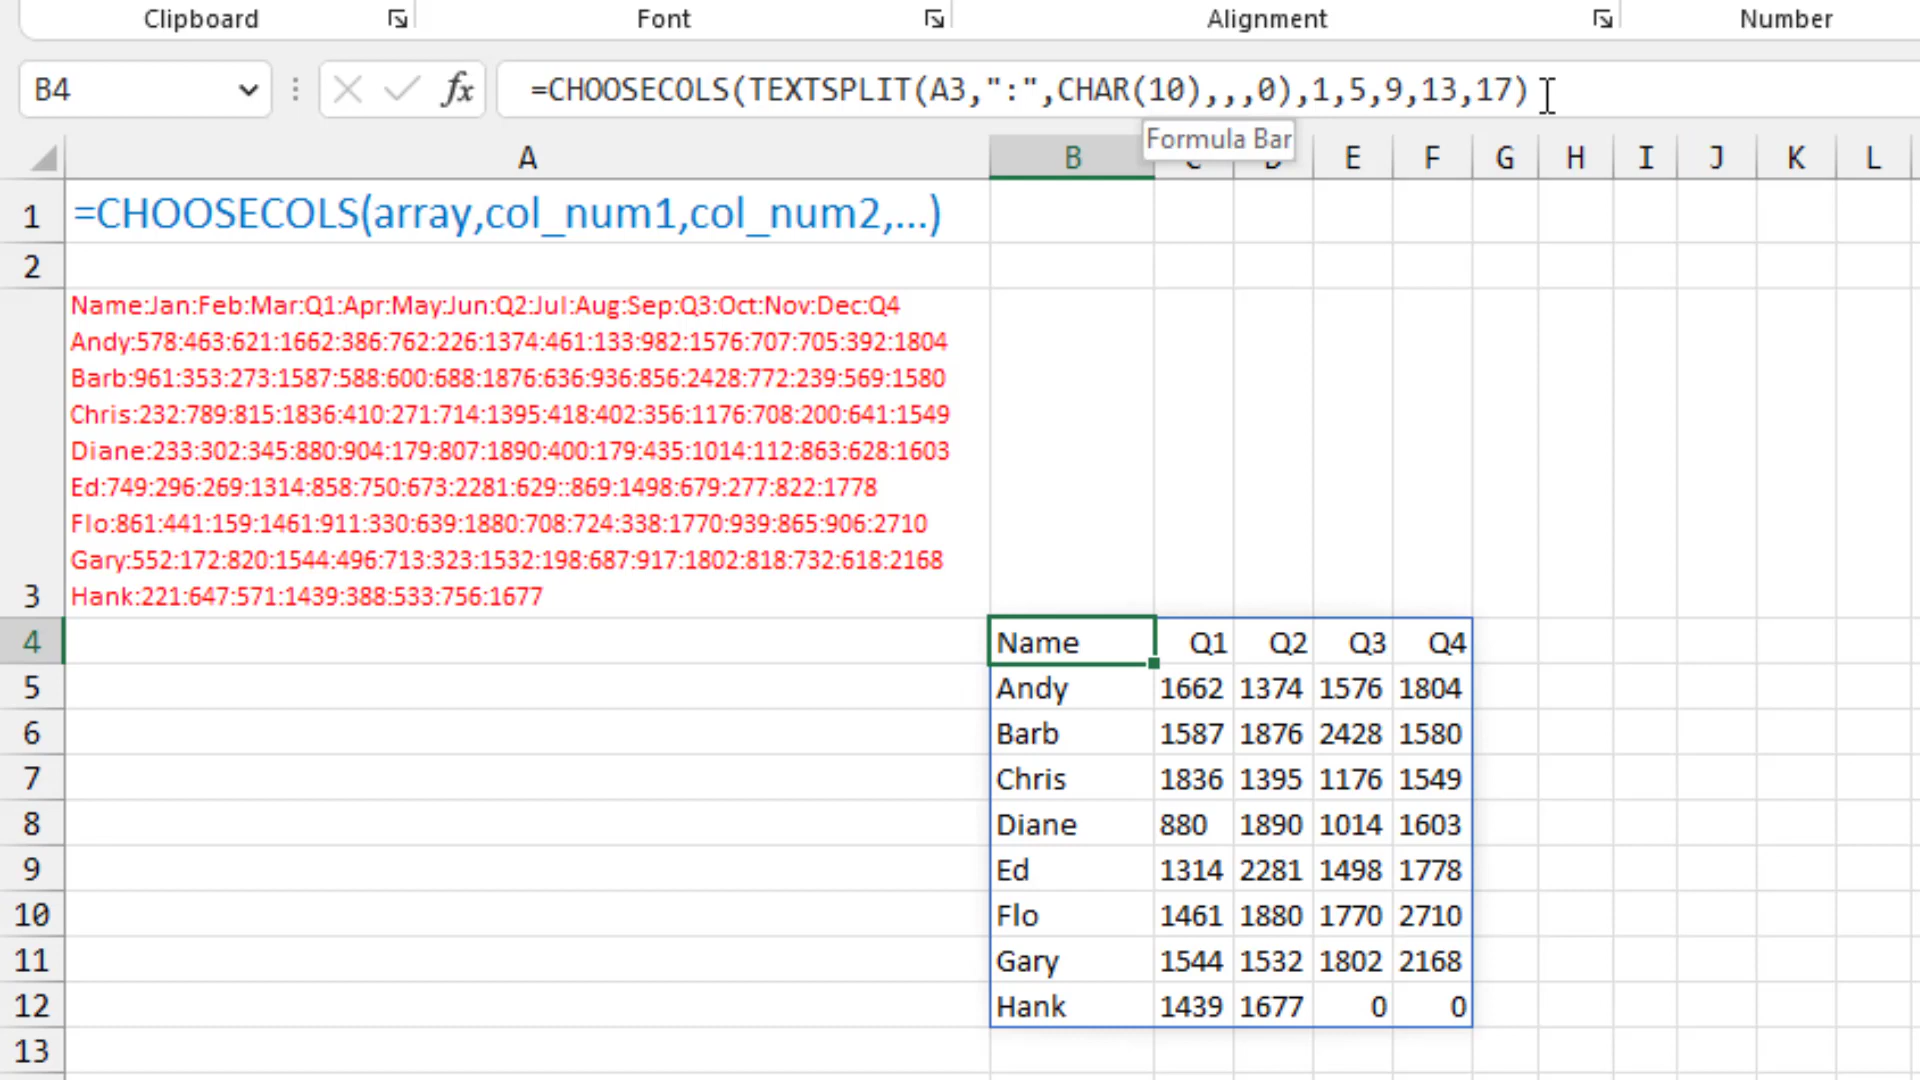 Clipboard Font Alignment Number
B4 fx =CHOOSECOLS(TEXTSPLIT(A3,":",CHAR(10),,,0),1,5,9,13,17)
Formula Bar
A B C D E F G H I J K L
1 =CHOOSECOLS(array,col_num1,col_num2,...)
2
Name:Jan:Feb:Mar:Q1:Apr:May:Jun:Q2:Jul:Aug:Sep:Q3:Oct:Nov:Dec:Q4
Andy:578:463:621:1662:386:762:226:1374:461:133:982:1576:707:705:392:1804
Barb:961:353:273:1587:588:600:688:1876:636:936:856:2428:772:239:569:1580
Chris:232:789:815:1836:410:271:714:1395:418:402:356:1176:708:200:641:1549
Diane:233:302:345:880:904:179:807:1890:400:179:435:1014:112:863:628:1603
Ed:749:296:269:1314:858:750:673:2281:629::869:1498:679:277:822:1778
Flo:861:441:159:1461:911:330:639:1880:708:724:338:1770:939:865:906:2710
Gary:552:172:820:1544:496:713:323:1532:198:687:917:1802:818:732:618:2168
3 Hank:221:647:571:1439:388:533:756:1677
4 Name Q1 Q2 Q3 Q4
5 Andy 1662 1374 1576 1804
6 Barb 1587 1876 2428 1580
7 Chris 1836 1395 1176 1549
8 Diane 880 1890 1014 1603
9 Ed 1314 2281 1498 1778
10 Flo 1461 1880 1770 2710
11 Gary 1544 1532 1802 2168
12 Hank 1439 1677 0 0
13